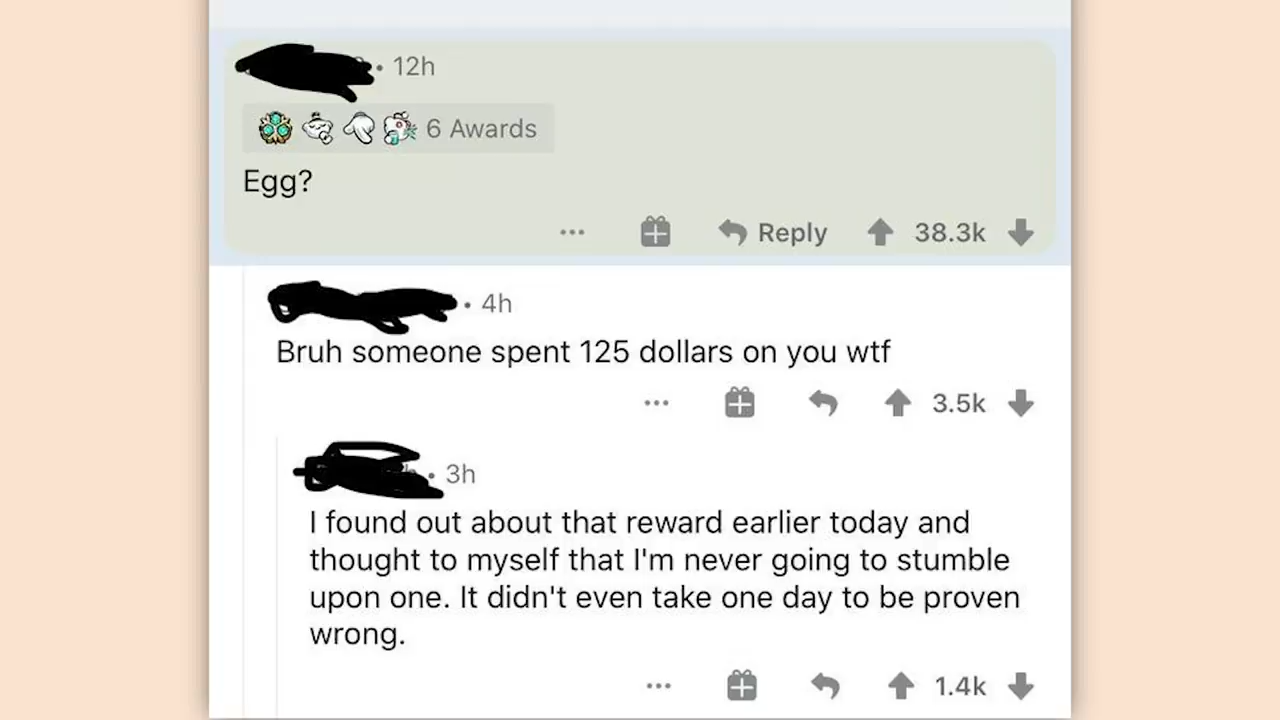 • 12h
6 Awards
Egg?
Reply 38.3k
• 4h
Bruh someone spent 125 dollars on you wtf
3.5k
• 3h
I found out about that reward earlier today and
thought to myself that I'm never going to stumble
upon one. It didn't even take one day to be proven
wrong.
1.4k